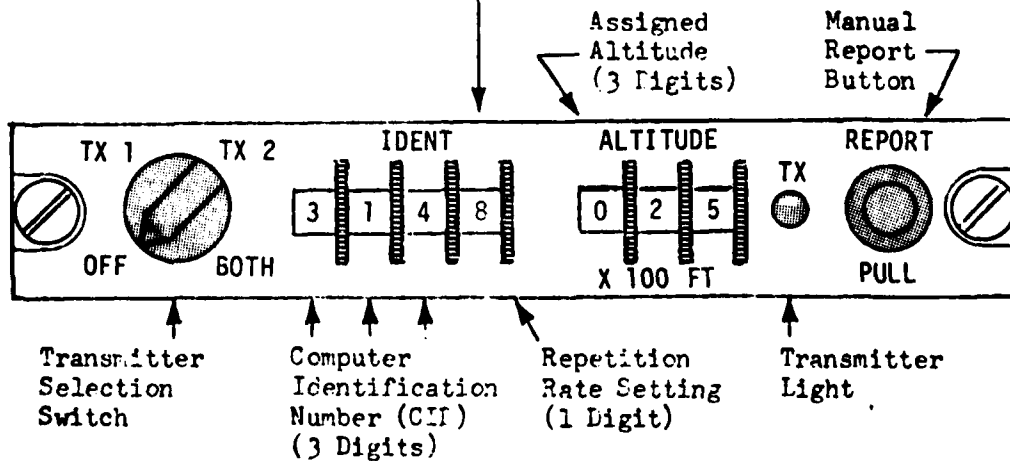 Assigned
Altitude
(3 Digits)
Manual
Report
Button
TX 1
TX 2
OFF
BOTH
IDENT
3 1 4 8
ALTITUDE
0 2 5
X 100 FT
TX
REPORT
PULL
Transmitter
Selection
Switch
Computer
Identification
Number
(3 Digits)
Repetition
Rate Setting
(1 Digit)
Transmitter
Light